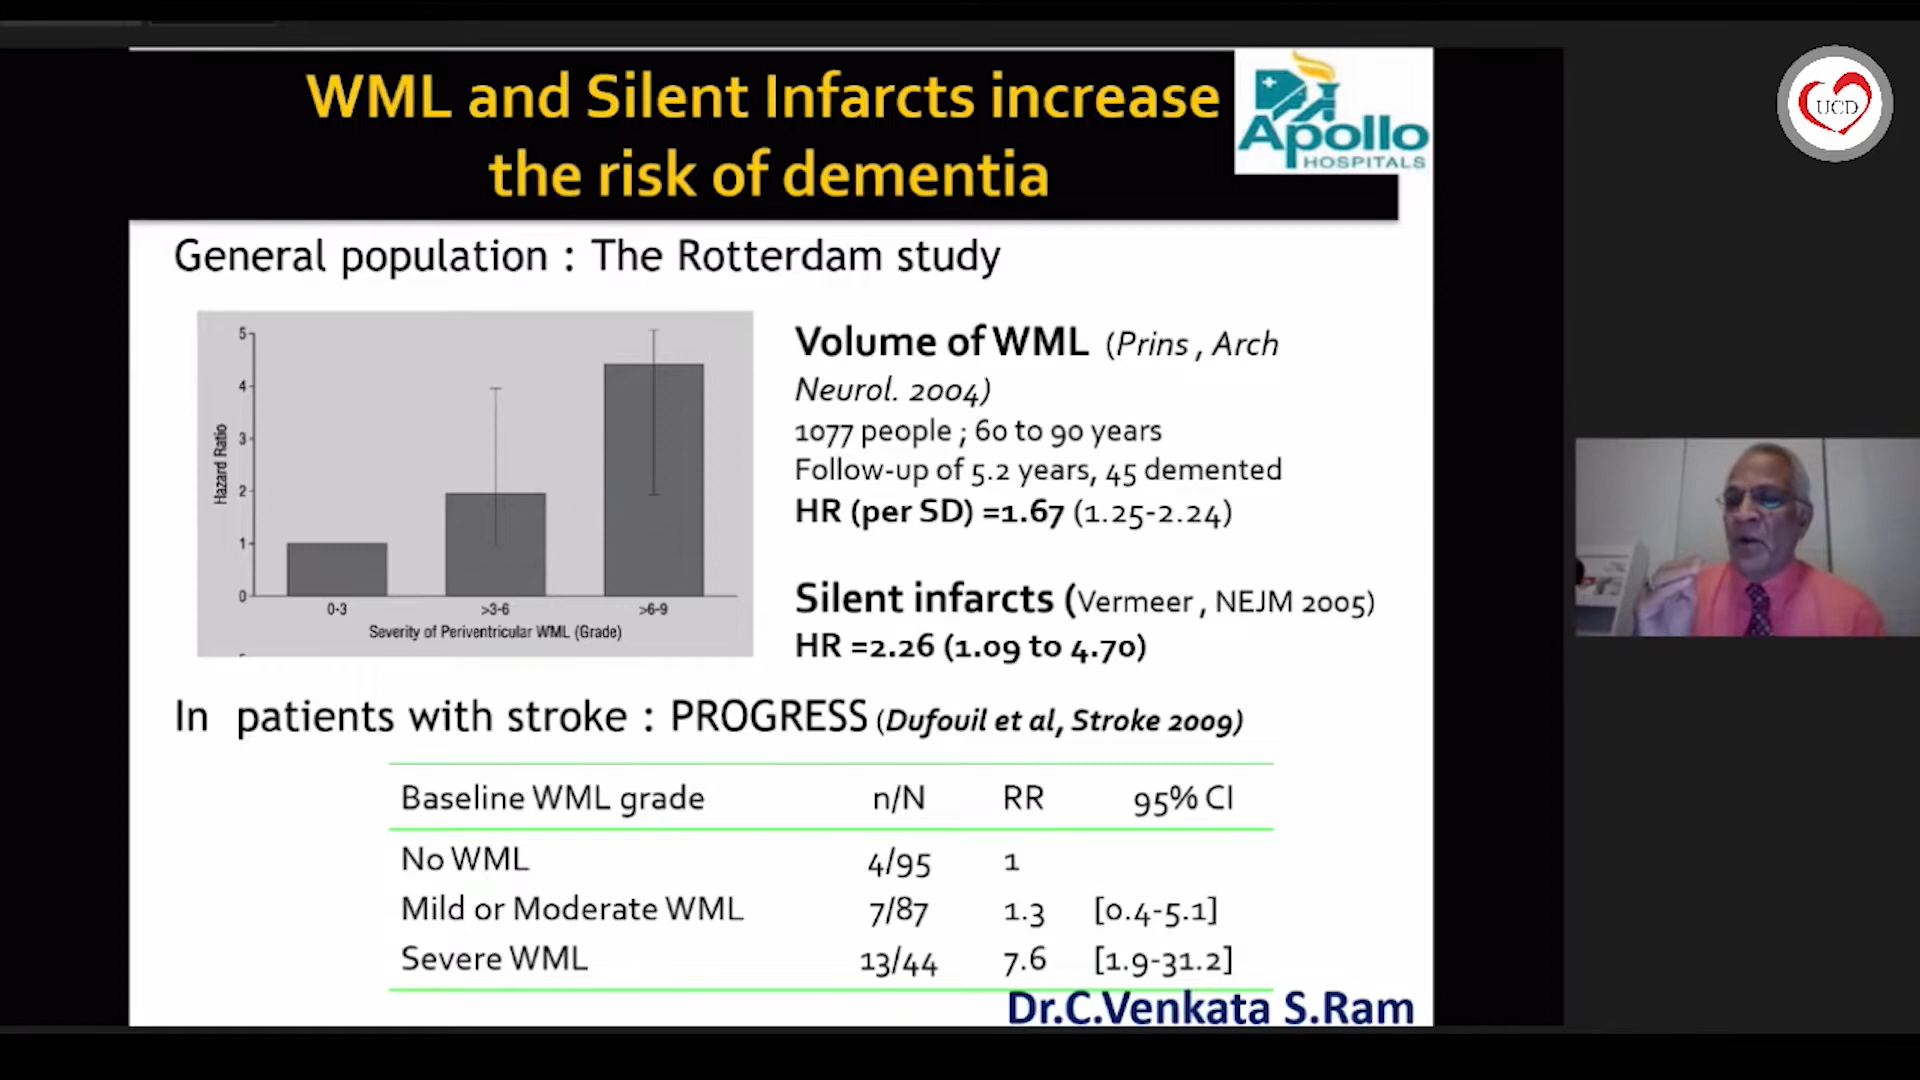 WML and Silent Infarcts increase
the risk of dementia
Apollo
HOSPITALS
UCD
General population : The Rotterdam study
5
4
3
2
1
0
Hazard Ratio
0-3 >3-6 >6-9
Severity of Periventricular WML (Grade)
Volume of WML (Prins , Arch
Neurol. 2004)
1077 people ; 60 to 90 years
Follow-up of 5.2 years, 45 demented
HR (per SD) =1.67 (1.25-2.24)
Silent infarcts (Vermeer , NEJM 2005)
HR =2.26 (1.09 to 4.70)
In patients with stroke : PROGRESS (Dufouil et al, Stroke 2009)
Baseline WML grade n/N RR 95% CI
No WML 4/95 1
Mild or Moderate WML 7/87 1.3 [0.4-5.1]
Severe WML 13/44 7.6 [1.9-31.2]
Dr.C.Venkata S.Ram